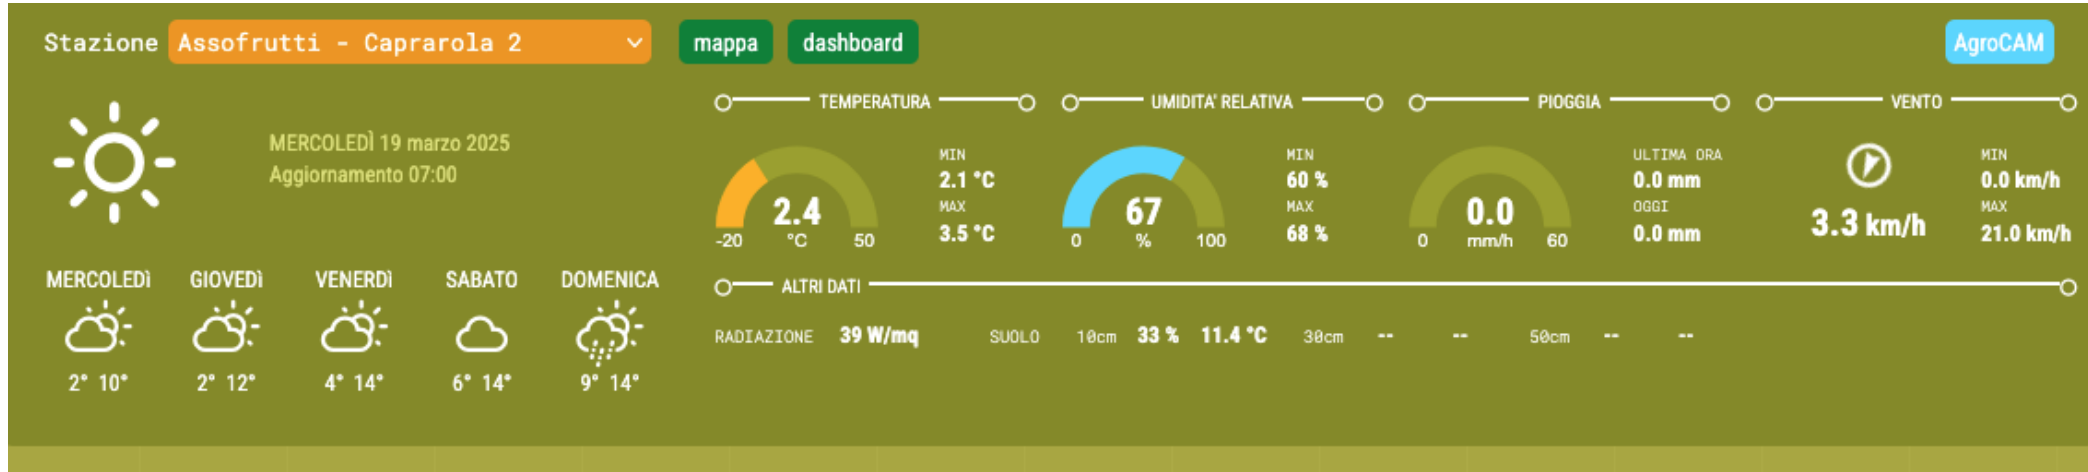 Stazione Assofrutti - Caprarola 2 mappa dashboard AgroCAM
MERCOLEDÌ 19 marzo 2025
Aggiornamento 07:00
MERCOLEDÌ GIOVEDÌ VENERDÌ SABATO DOMENICA
2° 10° 2° 12° 4° 14° 6° 14° 9° 14°
TEMPERATURA
2.4
°C
-20 50
MIN
2.1 °C
MAX
3.5 °C
UMIDITA' RELATIVA
67
%
0 100
MIN
60 %
MAX
68 %
PIOGGIA
0.0
mm/h
0 60
ULTIMA ORA
0.0 mm
OGGI
0.0 mm
VENTO
3.3 km/h
MIN
0.0 km/h
MAX
21.0 km/h
ALTRI DATI
RADIAZIONE 39 W/mq SUOLO 10cm 33 % 11.4 °C 30cm -- -- 50cm -- --